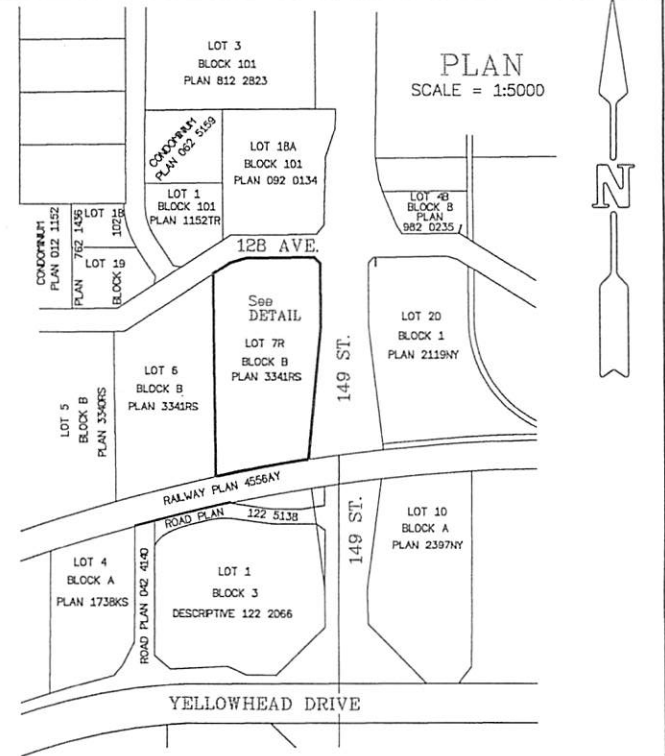 LOT 3
BLOCK 101
PLAN 812 2823
PLAN
SCALE = 1:5000
N
CONDOMINIUM
PLAN 062 5159
LOT 18A
BLOCK 101
PLAN 092 0134
LOT 1
BLOCK 101
PLAN 1152TR
LOT 4B
BLOCK B
PLAN
982 0235
CONDOMINIUM
PLAN 012 1152
PLAN 762 1436
LOT 18
LOT 19
BLOCK 102
128 AVE.
See
DETAIL
LOT 7R
BLOCK B
PLAN 3341RS
149 ST.
LOT 20
BLOCK 1
PLAN 2119NY
LOT 6
BLOCK B
PLAN 3341RS
LOT 5
BLOCK B
PLAN 3340RS
RAILWAY PLAN 4556AY
ROAD PLAN 122 5138
149 ST.
LOT 10
BLOCK A
PLAN 2397NY
LOT 4
BLOCK A
PLAN 1738KS
ROAD PLAN 042 4140
LOT 1
BLOCK 3
DESCRIPTIVE 122 2066
YELLOWHEAD DRIVE